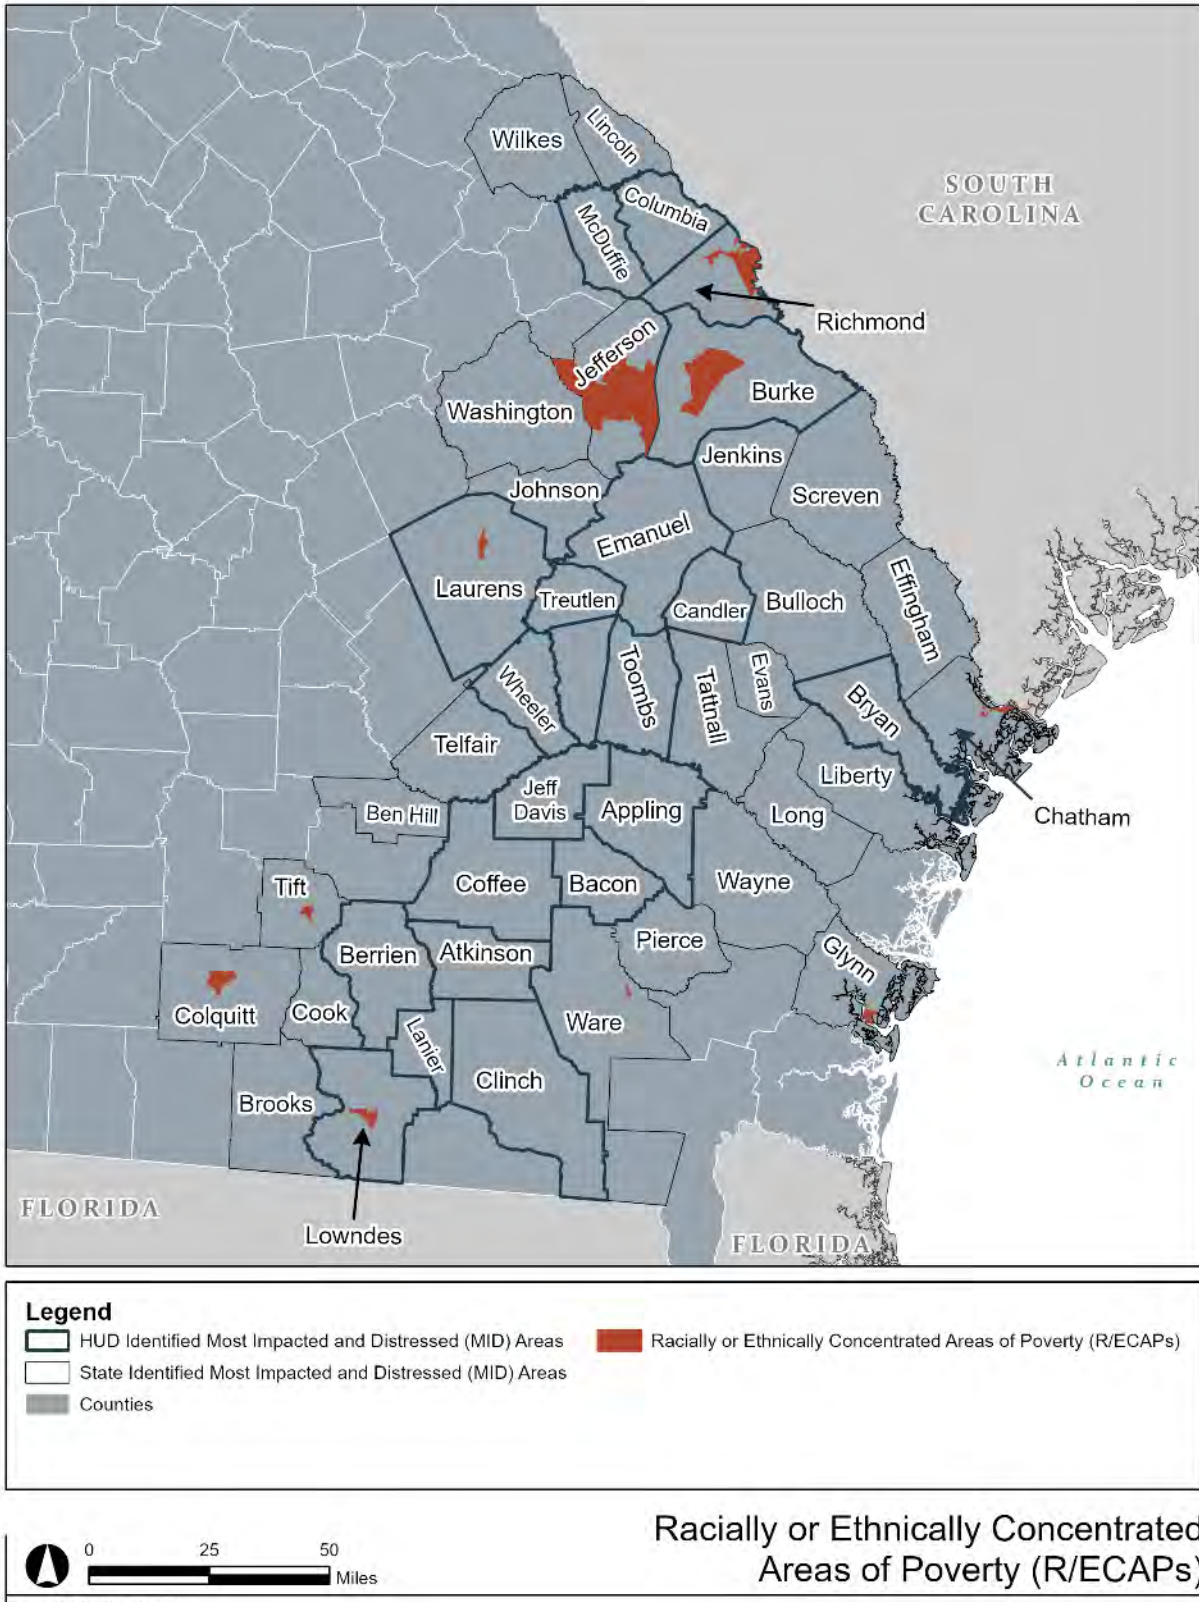 Wilkes
Lincoln
SOUTH
CAROLINA
Columbia
McDuffie
Richmond
Jefferson
Burke
Washington
Jenkins
Johnson
Screven
Emanuel
Effingham
Laurens
Treutlen
Candler
Bulloch
Toombs
Evans
Tattnall
Wheeler
Bryan
Telfair
Liberty
Jeff
Davis
Ben Hill
Appling
Long
Chatham
Tift
Coffee
Bacon
Wayne
Pierce
Berrien
Atkinson
Glynn
Colquitt
Cook
Ware
Lanier
Clinch
Atlantic
Ocean
Brooks
FLORIDA
Lowndes
FLORIDA
Legend
HUD Identified Most Impacted and Distressed (MID) Areas
Racially or Ethnically Concentrated Areas of Poverty (R/ECAPs)
State Identified Most Impacted and Distressed (MID) Areas
Counties
0 25 50
Miles
Racially or Ethnically Concentrated
Areas of Poverty (R/ECAPs)